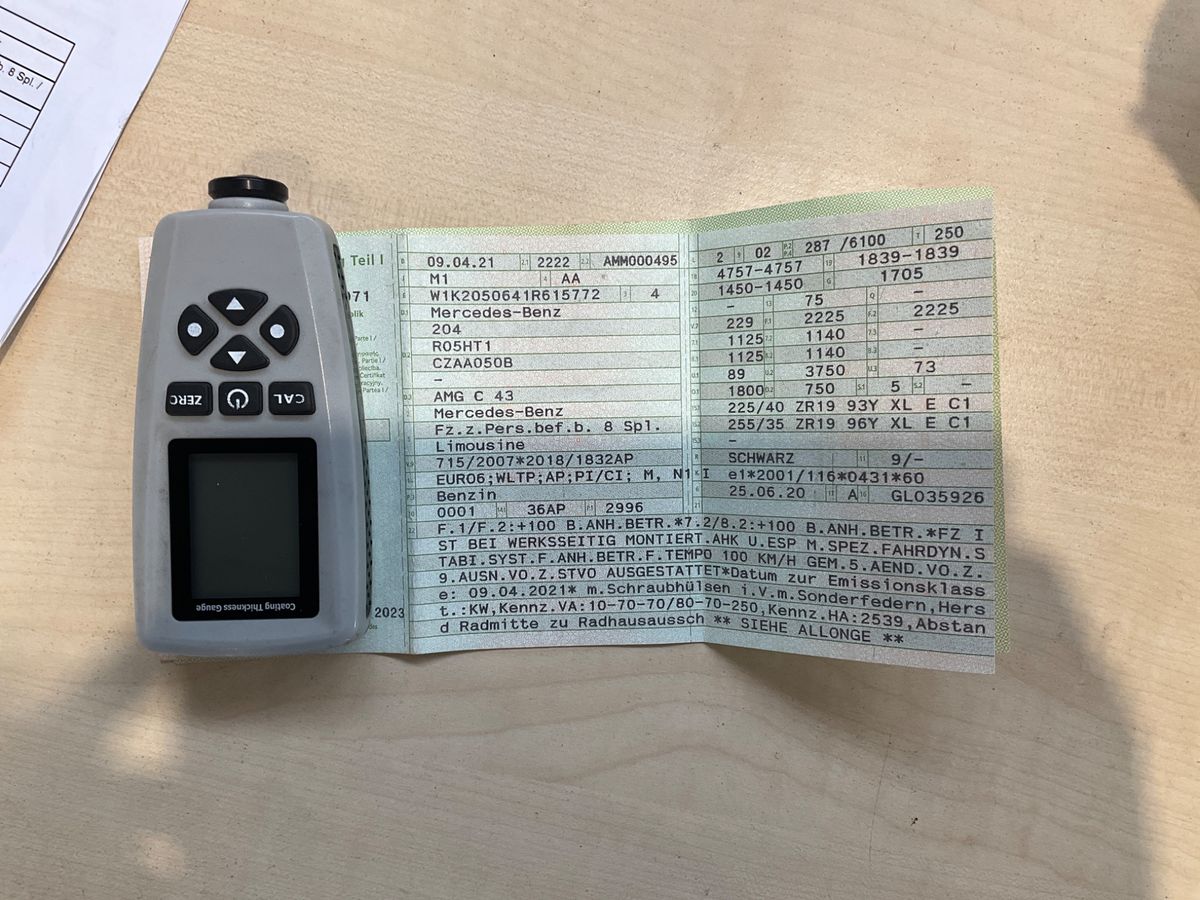 b. 8 Spl. /
CAL
ZERO
Coating Thickness Gauge
g Teil I
071
2023
09.04.21 2222 AMM000495
M1 AA
W1K2050641R615772 4
Mercedes-Benz
204
R05HT1
CZAA050B
–
AMG C 43
Mercedes-Benz
Fz.z.Pers.bef.b. 8 Spl.
Limousine
715/2007*2018/1832AP
EURO6;WLTP;AP;PI/CI; M, N1 I
Benzin
0001 36AP 2996
2 02 287 /6100 250
4757-4757 1839-1839
1450-1450 1705
– 75 –
229 2225 2225
1125 1140 –
1125 1140 –
89 3750 73
1800 750 5 –
225/40 ZR19 93Y XL E C1
255/35 ZR19 96Y XL E C1
–
SCHWARZ 9/–
e1*2001/116*0431*60
25.06.20 A GL035926
F.1/F.2:+100 B.ANH.BETR.*7.2/8.2:+100 B.ANH.BETR.*FZ I
ST BEI WERKSSEITIG MONTIERT.AHK U.ESP M.SPEZ.FAHRDYN.S
TABI.SYST.F.ANH.BETR.F.TEMPO 100 KM/H GEM.5.AEND.VO.Z.
9.AUSN.VO.Z.STVO AUSGESTATTET*Datum zur Emissionsklass
e: 09.04.2021* m.Schraubhülsen i.V.m.Sonderfedern,Hers
t.:KW,Kennz.VA:10-70-70/80-70-250,Kennz.HA:2539,Abstan
d Radmitte zu Radhausaussch ** SIEHE ALLONGE **